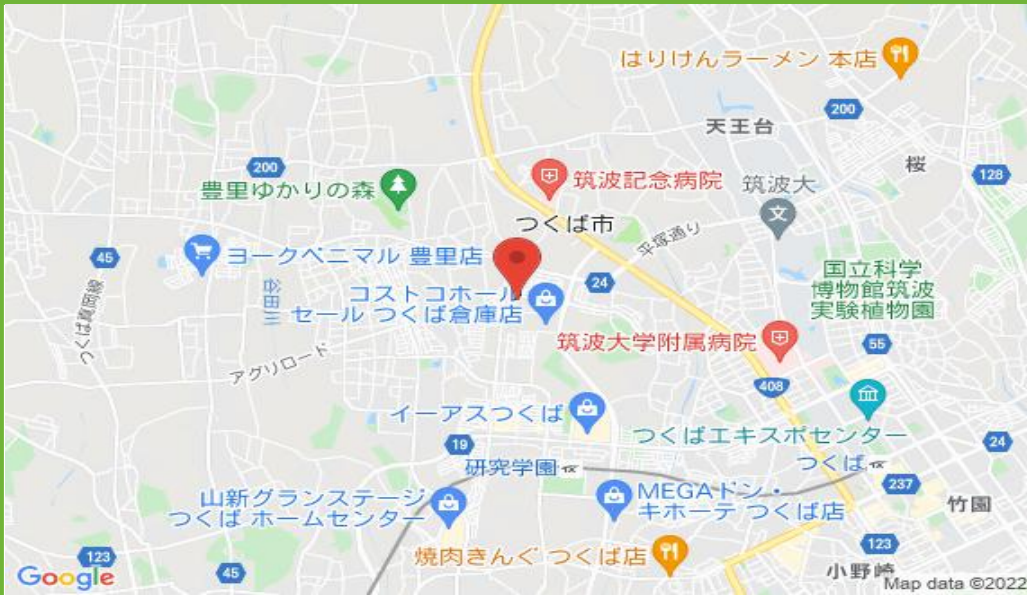 はりけんラーメン 本店
200
天王台
桜
200
128
豊里ゆかりの森
筑波記念病院
筑波大
つくば市
平塚通り
45
ヨークベニマル 豊里店
24
谷田川
コストコホール
セール つくば倉庫店
国立科学
博物館筑波
実験植物園
つくば真岡線
筑波大学附属病院
55
アグリロード
408
イーアスつくば
つくばエキスポセンター
19
24
研究学園
つくば
237
山新グランステージ
つくば ホームセンター
MEGAドン・
キホーテ つくば店
竹園
焼肉きんぐ つくば店
123
123
45
小野崎
Google
Map data ©2022